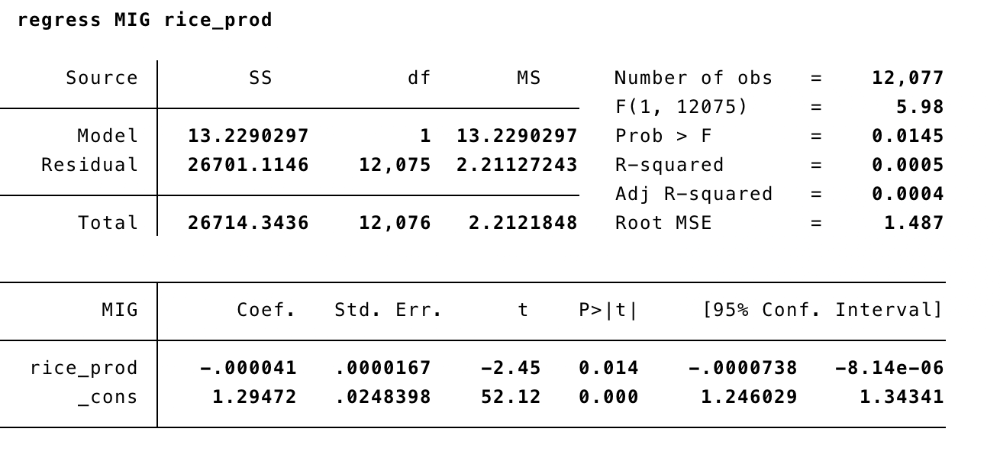 regress MIG rice_prod
Source SS df MS Number of obs = 12,077
F(1, 12075) = 5.98
Model 13.2290297 1 13.2290297 Prob > F = 0.0145
Residual 26701.1146 12,075 2.21127243 R-squared = 0.0005
Adj R-squared = 0.0004
Total 26714.3436 12,076 2.2121848 Root MSE = 1.487
MIG Coef. Std. Err. t P>|t| [95% Conf. Interval]
rice_prod -.000041 .0000167 -2.45 0.014 -.0000738 -8.14e-06
_cons 1.29472 .0248398 52.12 0.000 1.246029 1.34341